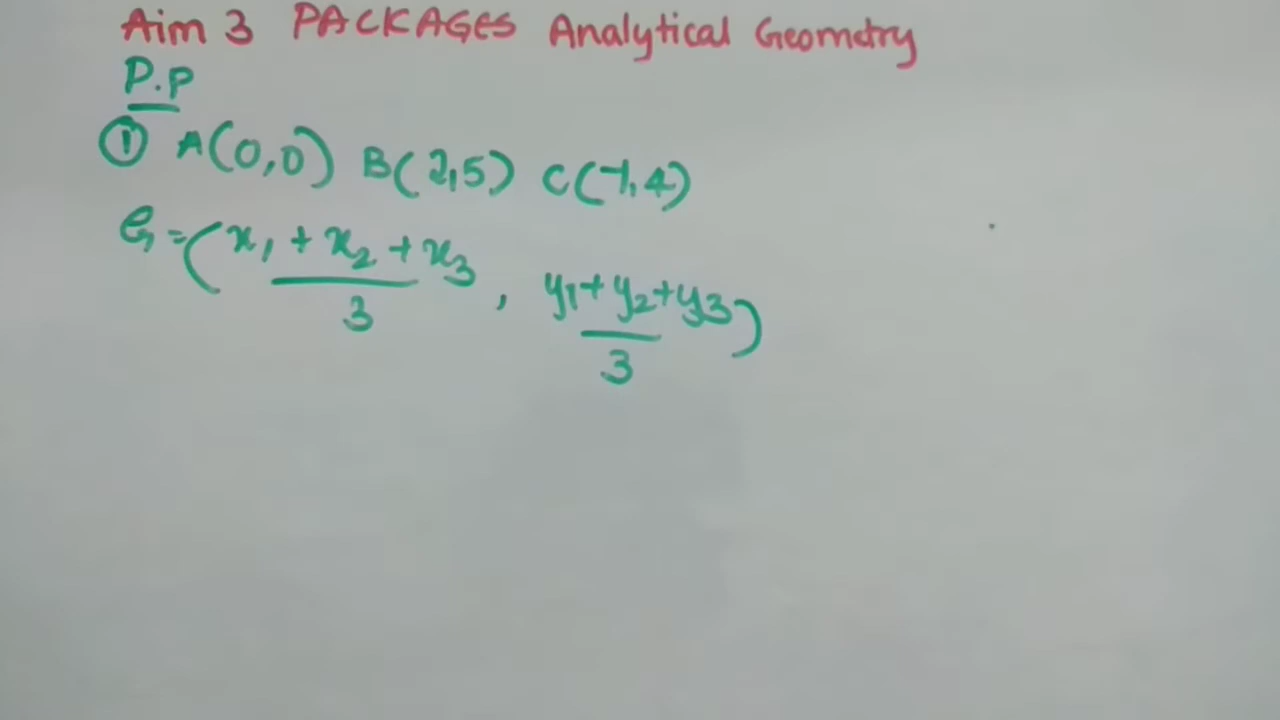 Aim 3 PACKAGES Analytical Geometry
P.P
① A(0,0) B(2,5) C(-1,4)
G = (x₁ + x₂ + x₃ / 3 , y₁ + y₂ + y₃ / 3)